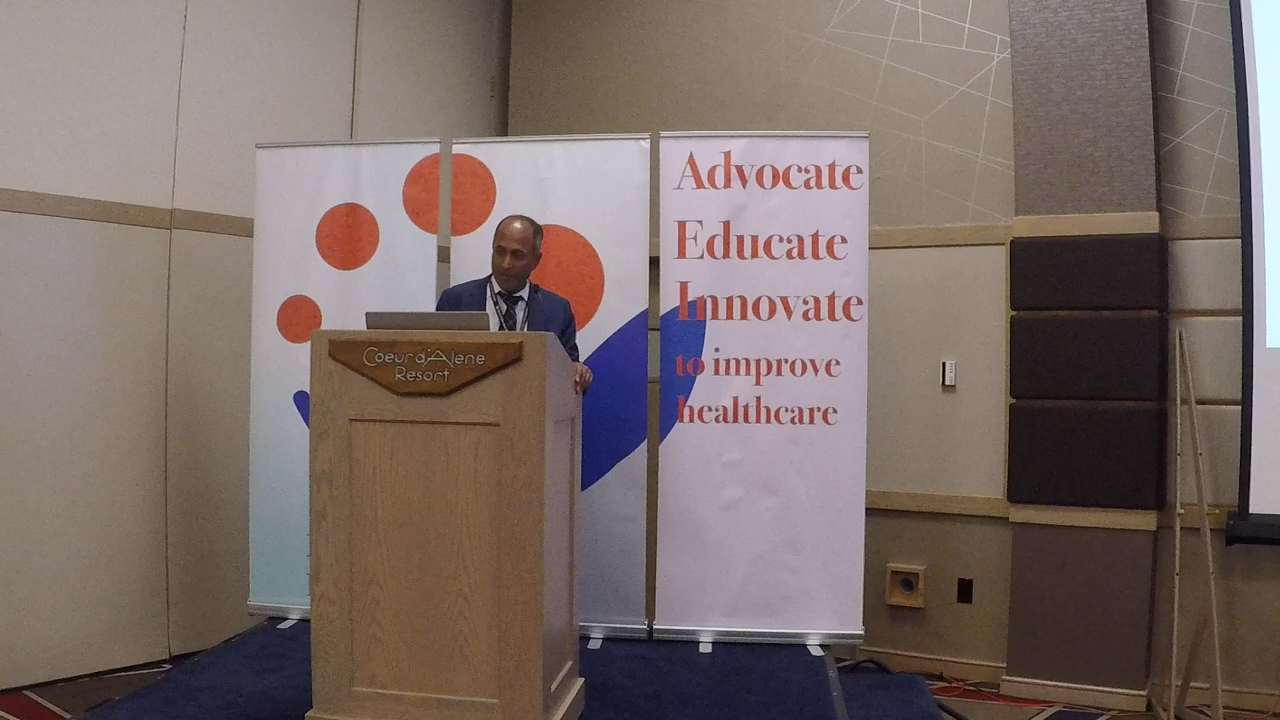 Coeur d'Alene
Resort
Advocate
Educate
Innovate
to improve
healthcare